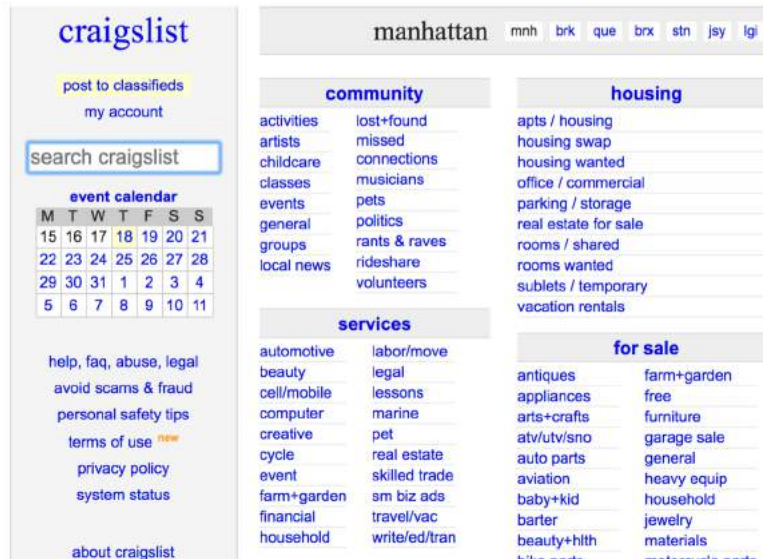 craigslist
post to classifieds
my account
search craigslist
event calendar
M T W T F S S
15 16 17 18 19 20 21
22 23 24 25 26 27 28
29 30 31 1 2 3 4
5 6 7 8 9 10 11
help, faq, abuse, legal
avoid scams & fraud
personal safety tips
terms of use new
privacy policy
system status
about craigslist
manhattan mnh brk que brx stn jsy lgi
community
activities
artists
childcare
classes
events
general
groups
local news
lost+found
missed
connections
musicians
pets
politics
rants & raves
rideshare
volunteers
services
automotive
beauty
cell/mobile
computer
creative
cycle
event
farm+garden
financial
household
labor/move
legal
lessons
marine
pet
real estate
skilled trade
sm biz ads
travel/vac
write/ed/tran
housing
apts / housing
housing swap
housing wanted
office / commercial
parking / storage
real estate for sale
rooms / shared
rooms wanted
sublets / temporary
vacation rentals
for sale
antiques
appliances
arts+crafts
atv/utv/sno
auto parts
aviation
baby+kid
barter
beauty+hlth
farm+garden
free
furniture
garage sale
general
heavy equip
household
jewelry
materials